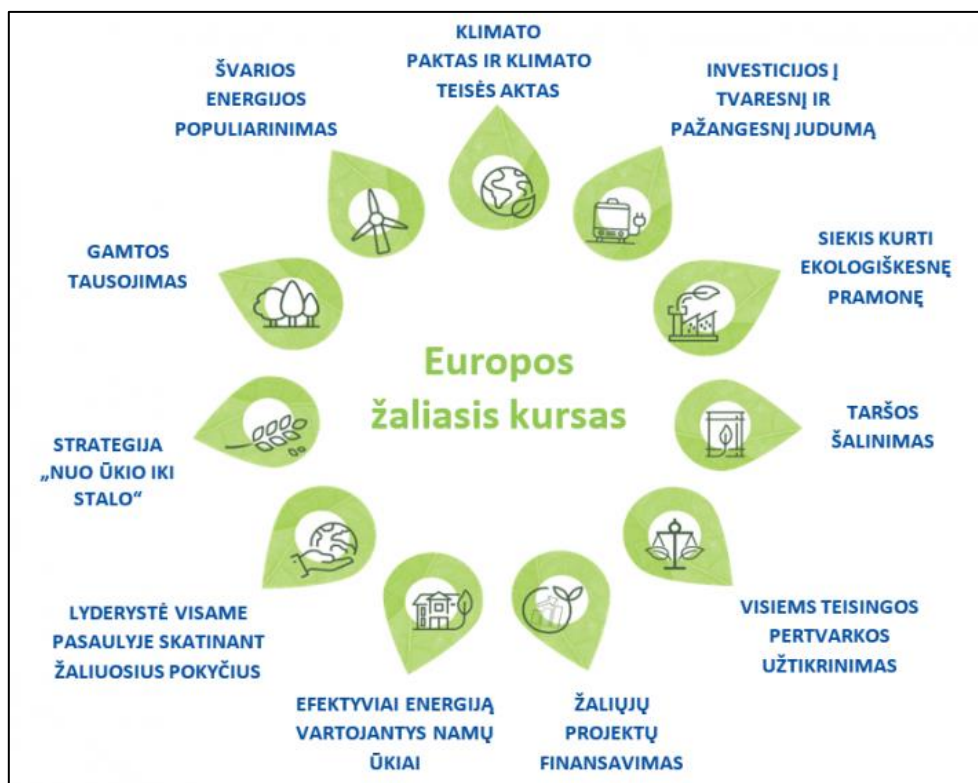 KLIMATO
PAKTAS IR KLIMATO
TEISĖS AKTAS
INVESTICIJOS Į
TVARESNĮ IR
PAŽANGESNĮ JUDUMĄ
SIEKIS KURTI
EKOLOGIŠKESNĘ
PRAMONĘ
TARŠOS
ŠALINIMAS
VISIEMS TEISINGOS
PERTVARKOS
UŽTIKRINIMAS
ŽALIŲJŲ
PROJEKTŲ
FINANSAVIMAS
EFEKTYVIAI ENERGIJĄ
VARTOJANTYS NAMŲ
ŪKIAI
LYDERYSTĖ VISAME
PASAULYJE SKATINANT
ŽALIUOSIUS POKYČIUS
STRATEGIJA
„NUO ŪKIO IKI
STALO“
GAMTOS
TAUSOJIMAS
ŠVARIOS
ENERGIJOS
POPULIARINIMAS
Europos
žaliasis kursas